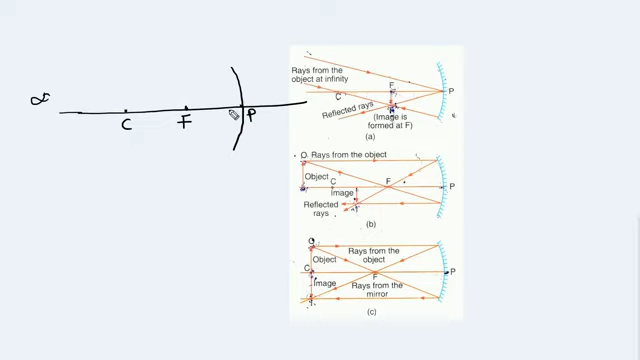 ∝
C
F
P
Rays from the
object at infinity
F
C
P
Reflected rays
(Image is
formed at F)
(a)
O
Rays from the object
Object
C
Image
F
P
Reflected
rays
(b)
O
Rays from the
object
Object
C
F
P
Image
Rays from the
mirror
(c)